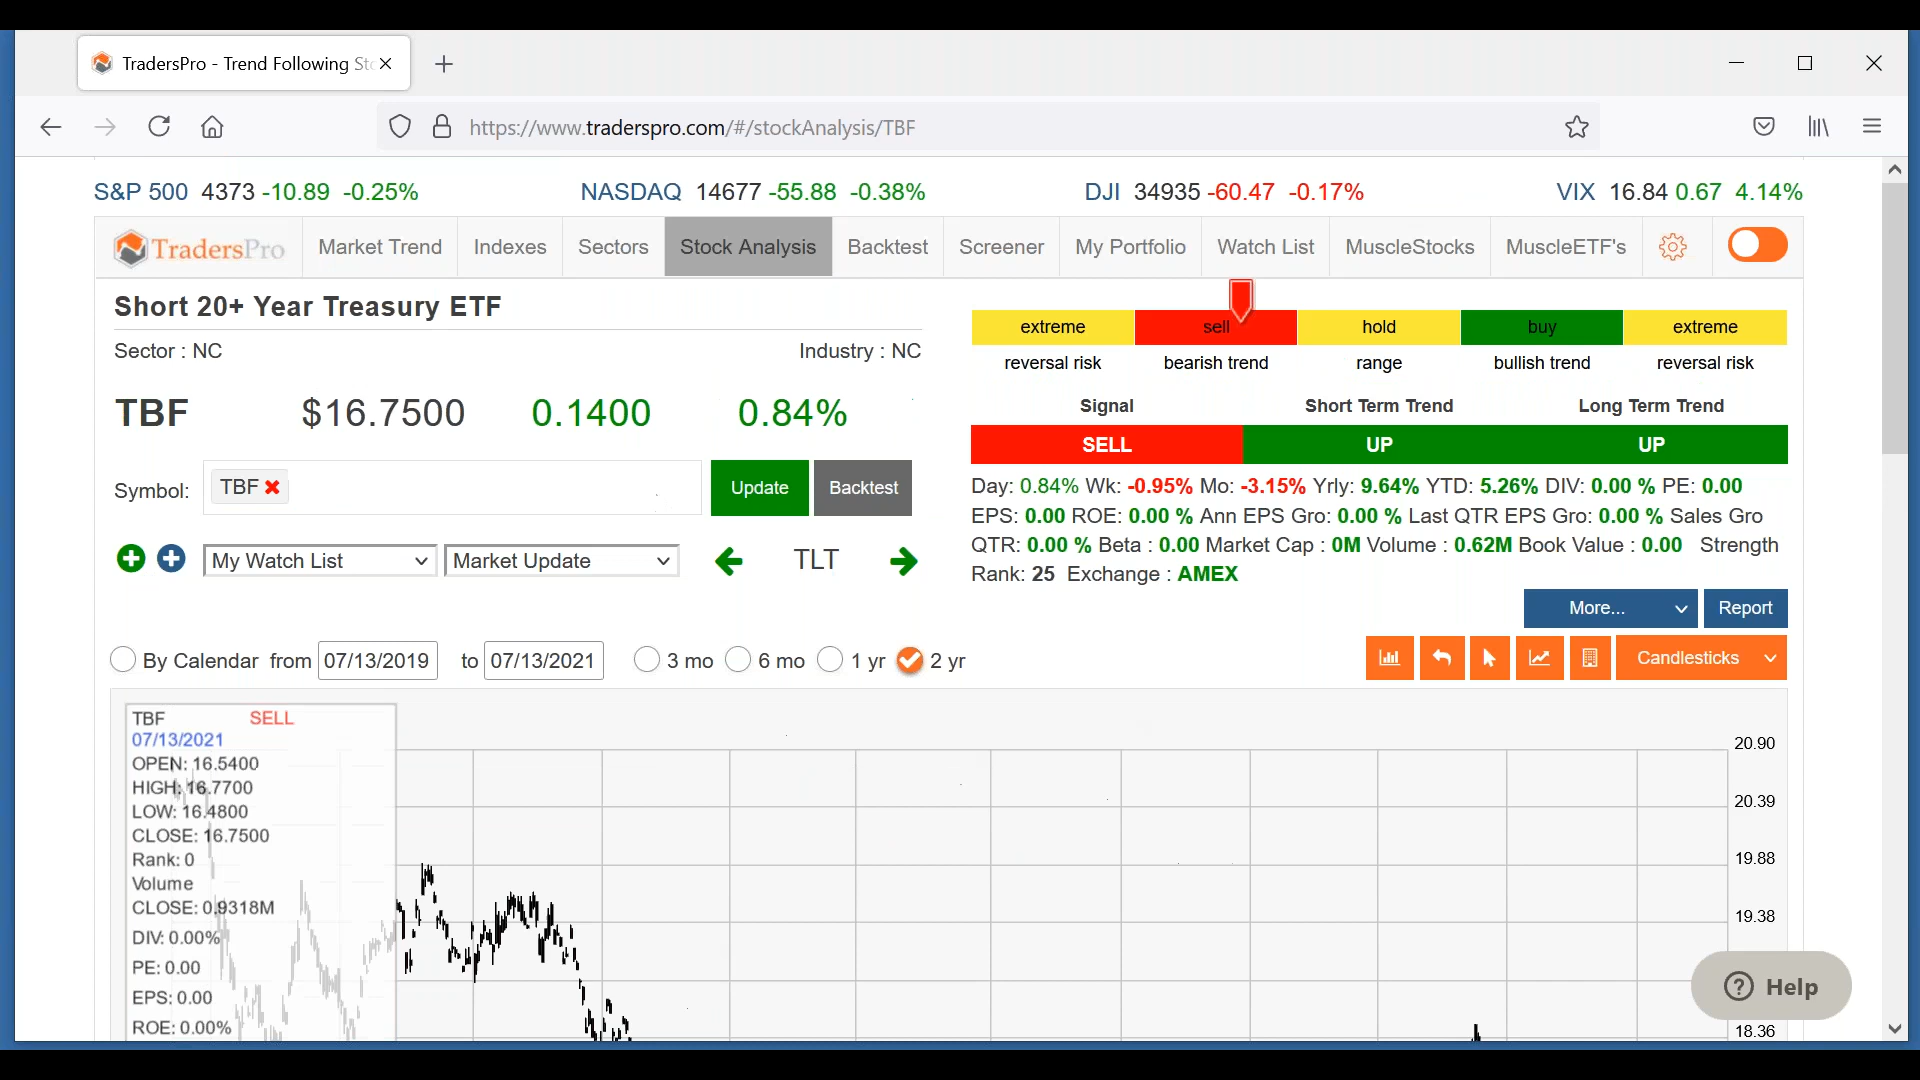 TradersPro - Trend Following Sto
https://www.traderspro.com/#/stockAnalysis/TBF
S&P 500 4373 -10.89 -0.25% NASDAQ 14677 -55.88 -0.38% DJI 34935 -60.47 -0.17% VIX 16.84 0.67 4.14%
TradersPro Market Trend Indexes Sectors Stock Analysis Backtest Screener My Portfolio Watch List MuscleStocks MuscleETF's
Short 20+ Year Treasury ETF
Sector : NC Industry : NC
TBF $16.7500 0.1400 0.84%
Symbol: TBF Update Backtest
My Watch List Market Update TLT
extreme sell hold buy extreme
reversal risk bearish trend range bullish trend reversal risk
Signal Short Term Trend Long Term Trend
SELL UP UP
Day: 0.84% Wk: -0.95% Mo: -3.15% Yrly: 9.64% YTD: 5.26% DIV: 0.00 % PE: 0.00
EPS: 0.00 ROE: 0.00 % Ann EPS Gro: 0.00 % Last QTR EPS Gro: 0.00 % Sales Gro
QTR: 0.00 % Beta : 0.00 Market Cap : 0M Volume : 0.62M Book Value : 0.00 Strength
Rank: 25 Exchange : AMEX
More... Report
By Calendar from 07/13/2019 to 07/13/2021 3 mo 6 mo 1 yr 2 yr
Candlesticks
TBF SELL
07/13/2021
OPEN: 16.5400
HIGH: 16.7700
LOW: 16.4800
CLOSE: 16.7500
Rank: 0
Volume
CLOSE: 0.9318M
DIV: 0.00%
PE: 0.00
EPS: 0.00
ROE: 0.00%
20.90
20.39
19.88
19.38
18.36
Help